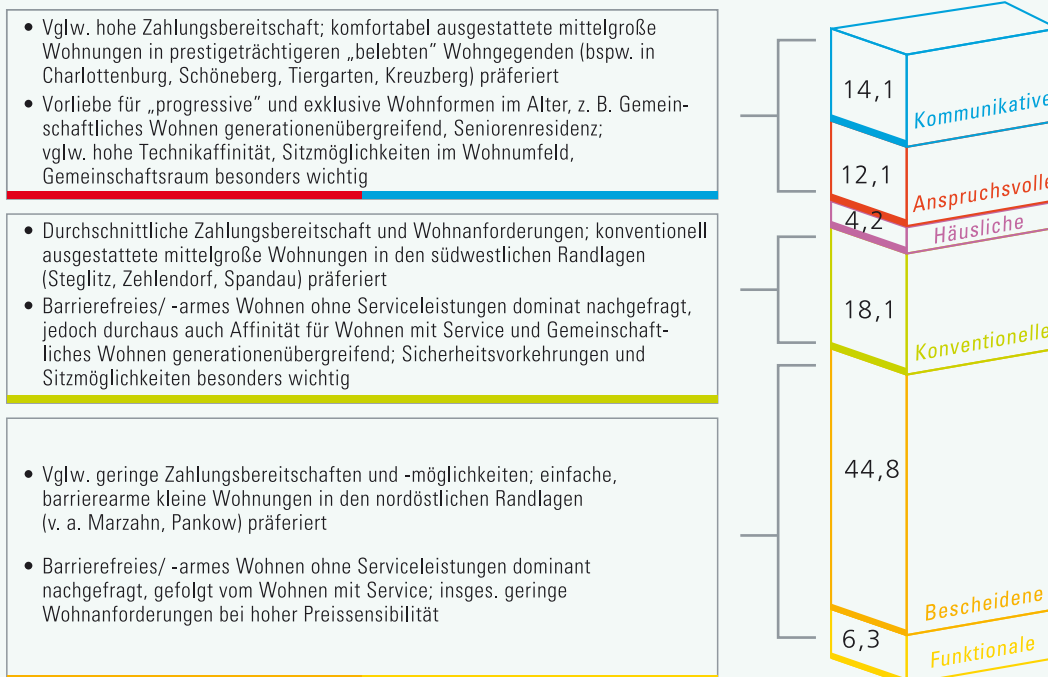 • Vglw. hohe Zahlungsbereitschaft; komfortabel ausgestattete mittelgroße
Wohnungen in prestigeträchtigeren „belebten" Wohngegenden (bspw. in
Charlottenburg, Schöneberg, Tiergarten, Kreuzberg) präferiert
• Vorliebe für „progressive" und exklusive Wohnformen im Alter, z. B. Gemein-
schaftliches Wohnen generationenübergreifend, Seniorenresidenz;
vglw. hohe Technikaffinität, Sitzmöglichkeiten im Wohnumfeld,
Gemeinschaftsraum besonders wichtig
• Durchschnittliche Zahlungsbereitschaft und Wohnanforderungen; konventionell
ausgestattete mittelgroße Wohnungen in den südwestlichen Randlagen
(Steglitz, Zehlendorf, Spandau) präferiert
• Barrierefreies/ -armes Wohnen ohne Serviceleistungen dominat nachgefragt,
jedoch durchaus auch Affinität für Wohnen mit Service und Gemeinschaft-
liches Wohnen generationenübergreifend; Sicherheitsvorkehrungen und
Sitzmöglichkeiten besonders wichtig
• Vglw. geringe Zahlungsbereitschaften und -möglichkeiten; einfache,
barrierearme kleine Wohnungen in den nordöstlichen Randlagen
(v. a. Marzahn, Pankow) präferiert
• Barrierefreies/ -armes Wohnen ohne Serviceleistungen dominant
nachgefragt, gefolgt vom Wohnen mit Service; insges. geringe
Wohnanforderungen bei hoher Preissensibilität
14,1
Kommunikative
12,1
Anspruchsvolle
4,2
Häusliche
18,1
Konventionelle
44,8
Bescheidene
6,3
Funktionale